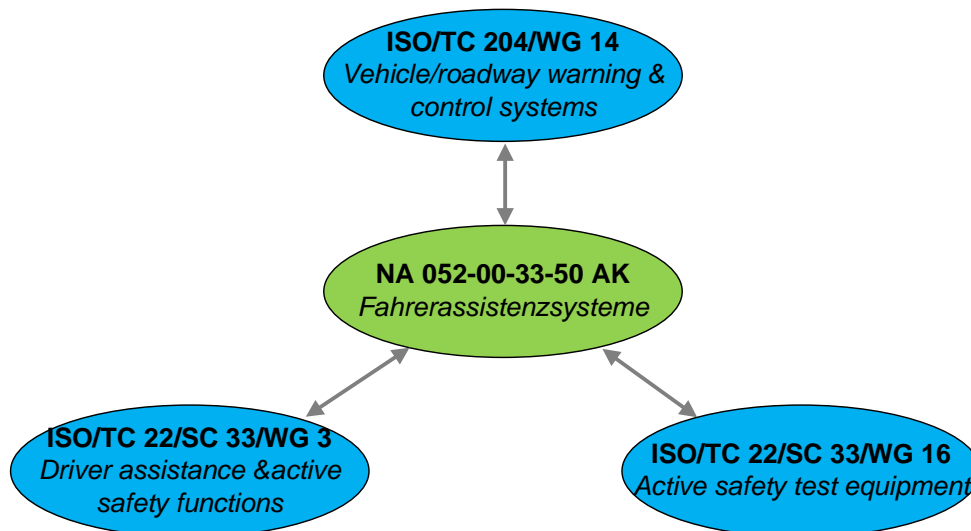 ISO/TC 204/WG 14
Vehicle/roadway warning &
control systems
NA 052-00-33-50 AK
Fahrerassistenzsysteme
ISO/TC 22/SC 33/WG 3
Driver assistance &active
safety functions
ISO/TC 22/SC 33/WG 16
Active safety test equipment